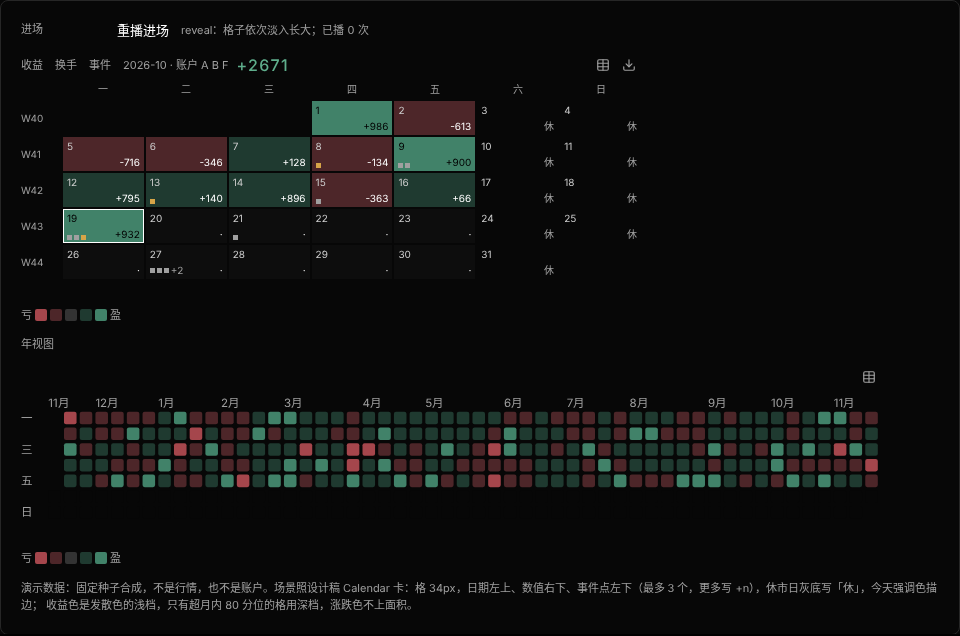 进场 重播进场 reveal：格子依次淡入长大；已播 0 次
收益 换手 事件 2026-10 · 账户 A B F +2671
一 二 三 四 五 六 日
W40 1 +986 2 -613 3 休 4 休
W41 5 -716 6 -346 7 +128 8 -134 9 +900 10 休 11 休
W42 12 +795 13 +140 14 +896 15 -363 16 +66 17 休 18 休
W43 19 +932 20 · 21 · 22 · 23 · 24 休 25 休
W44 26 · 27 +2 · 28 · 29 · 30 · 31 休
亏 盈
年视图
11月 12月 1月 2月 3月 4月 5月 6月 7月 8月 9月 10月 11月
一
三
五
日
亏 盈
演示数据：固定种子合成，不是行情，也不是账户。场景照设计稿 Calendar 卡：格 34px，日期左上、数值右下、事件点左下（最多 3 个，更多写 +n），休市日灰底写「休」，今天强调色描
边； 收益色是发散色的浅档，只有超月内 80 分位的格用深档，涨跌色不上面积。